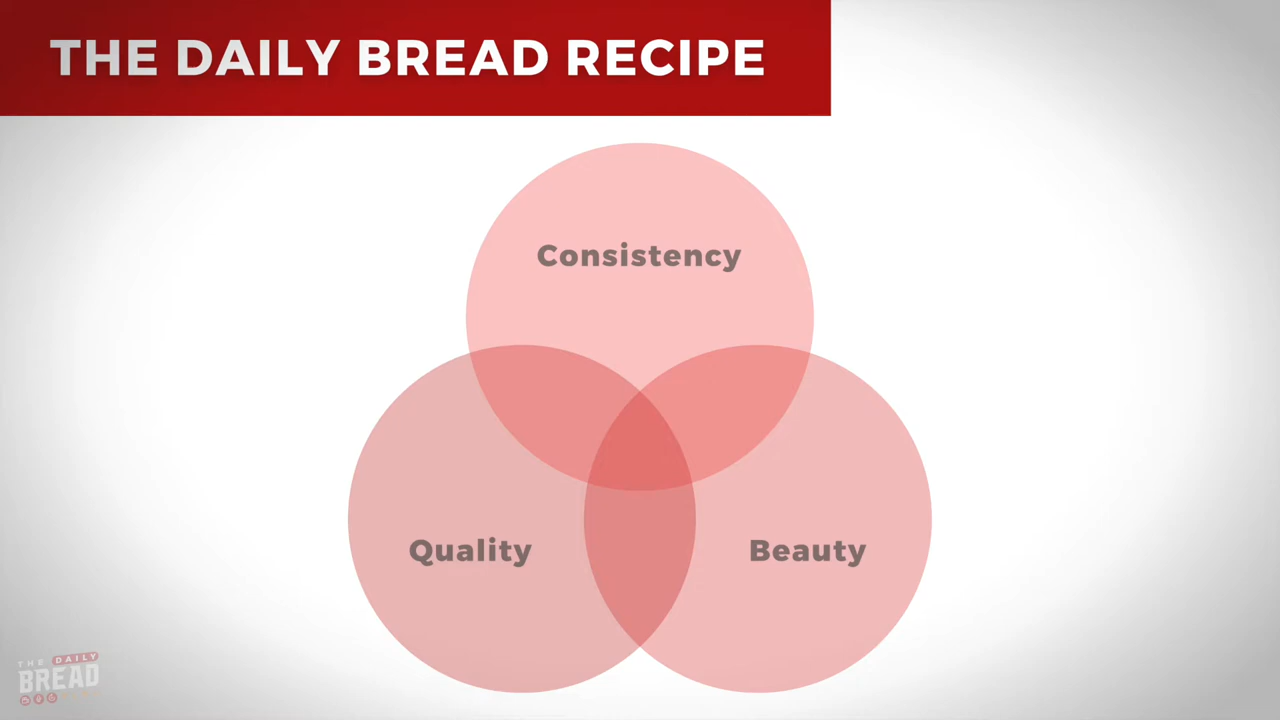 THE DAILY BREAD RECIPE
Consistency
Quality
Beauty
THE DAILY
BREAD